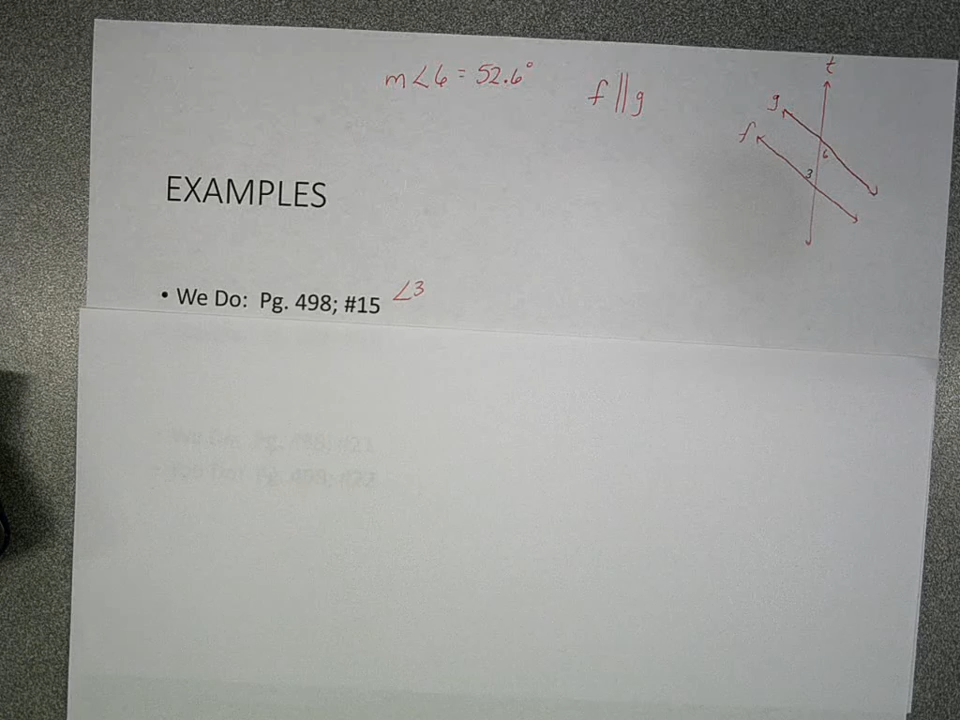 m∠6 = 52.6°
f ∥ g
t
g
f
6
3
EXAMPLES
• We Do: Pg. 498; #15 ∠3